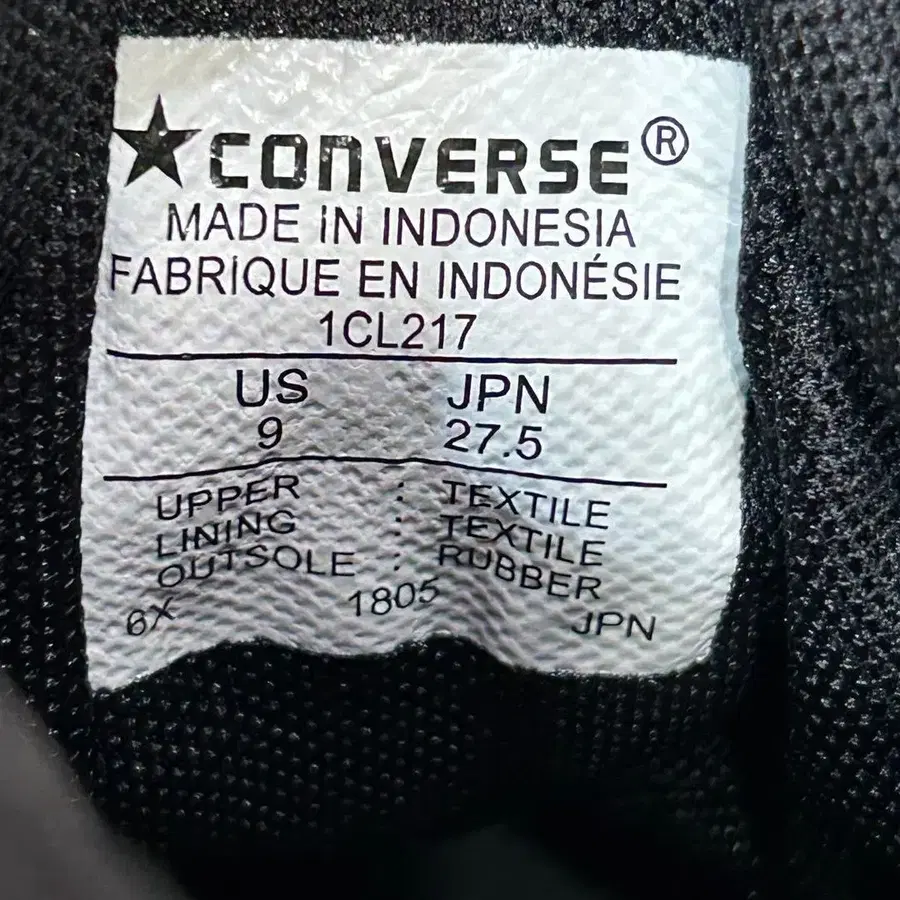 ★CONVERSE®
MADE IN INDONESIA
FABRIQUE EN INDONÉSIE
1CL217
US JPN
9 27.5
UPPER : TEXTILE
LINING : TEXTILE
OUTSOLE : RUBBER
6X 1805 JPN